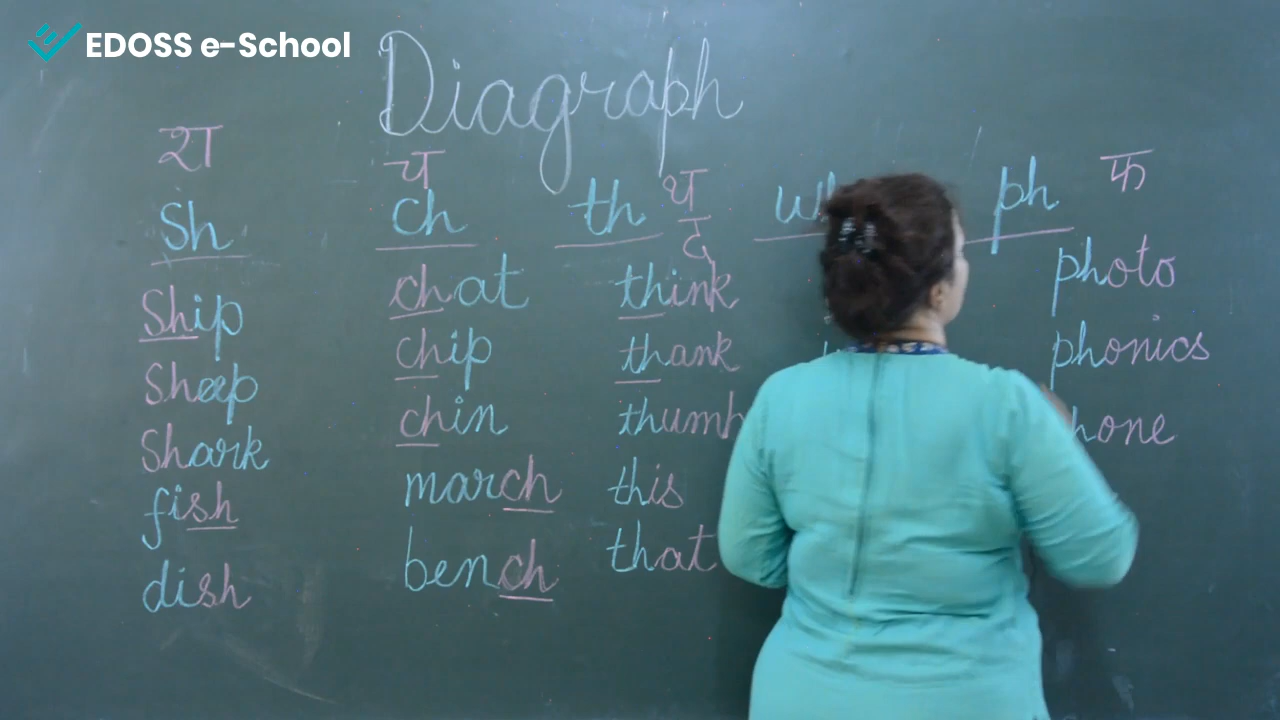 EDOSS e-School
Diagraph
श
sh
ship
sheep
shark
fish
dish
च
ch
chat
chip
chin
march
bench
th थ
द
think
thank
thumb
this
that
ph फ
photo
phonics